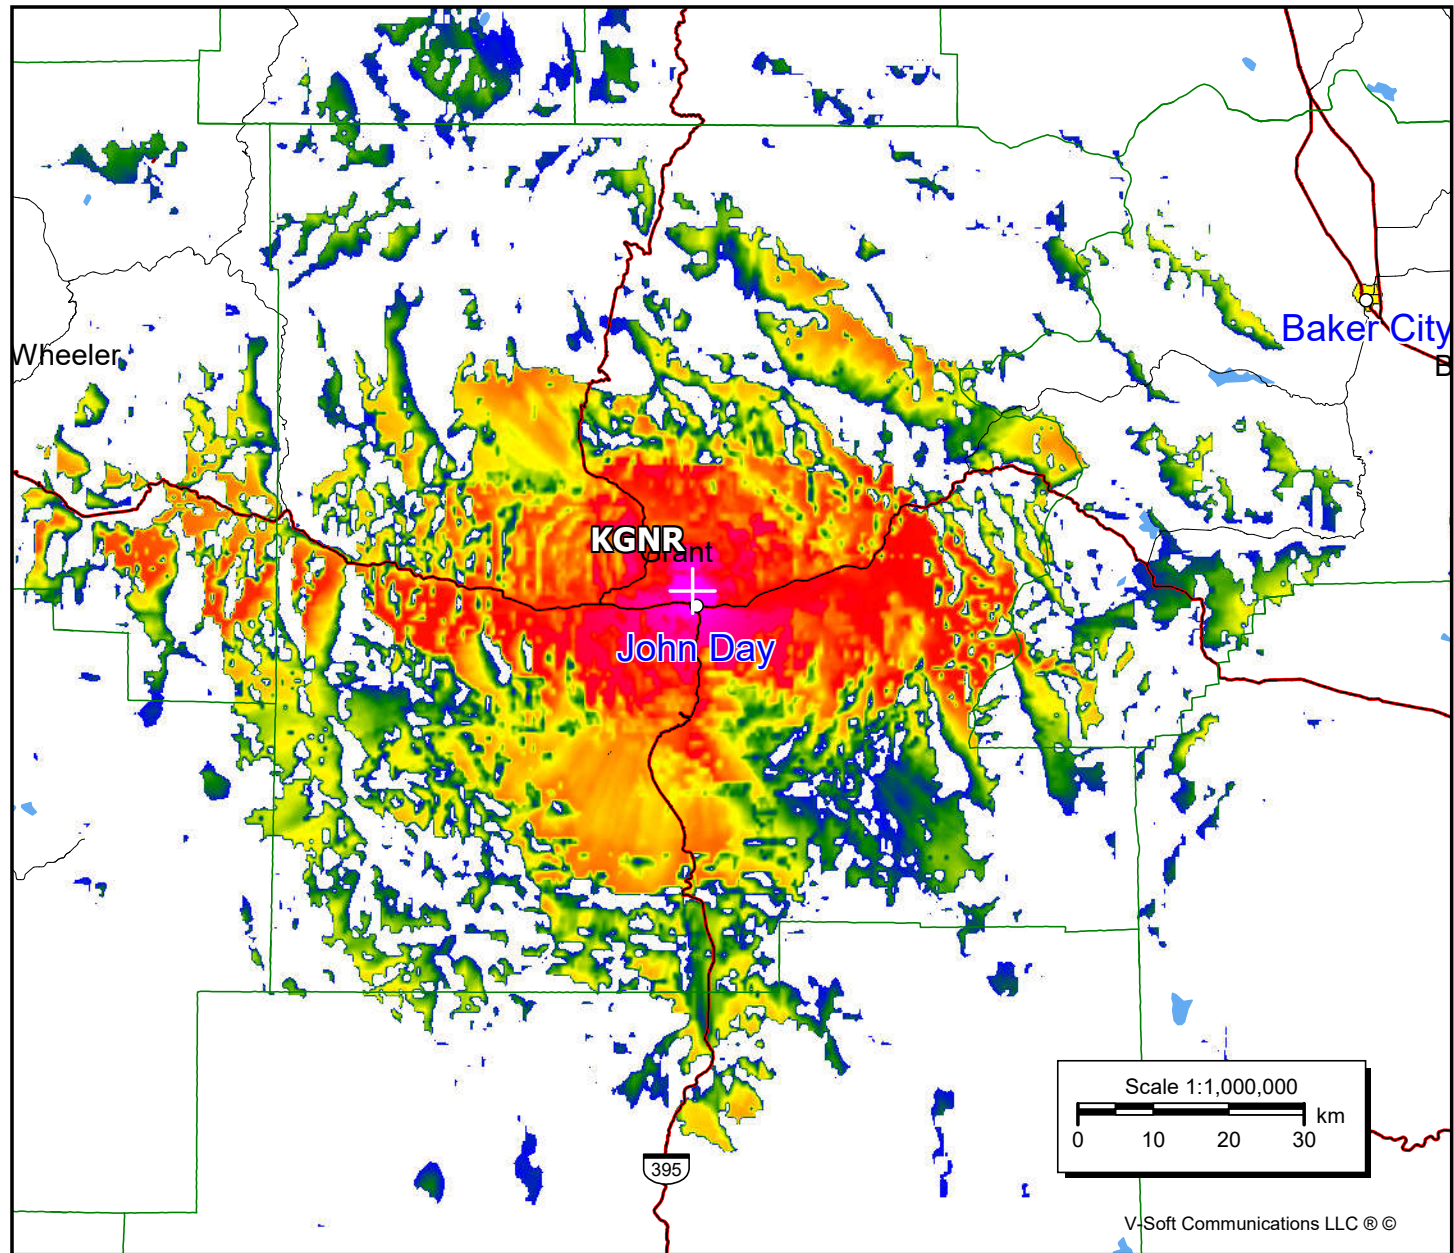 Baker City
Wheeler
B
KGNR
Grant
John Day
Scale 1:1,000,000
km
0 10 20 30
395
V-Soft Communications LLC ® ©